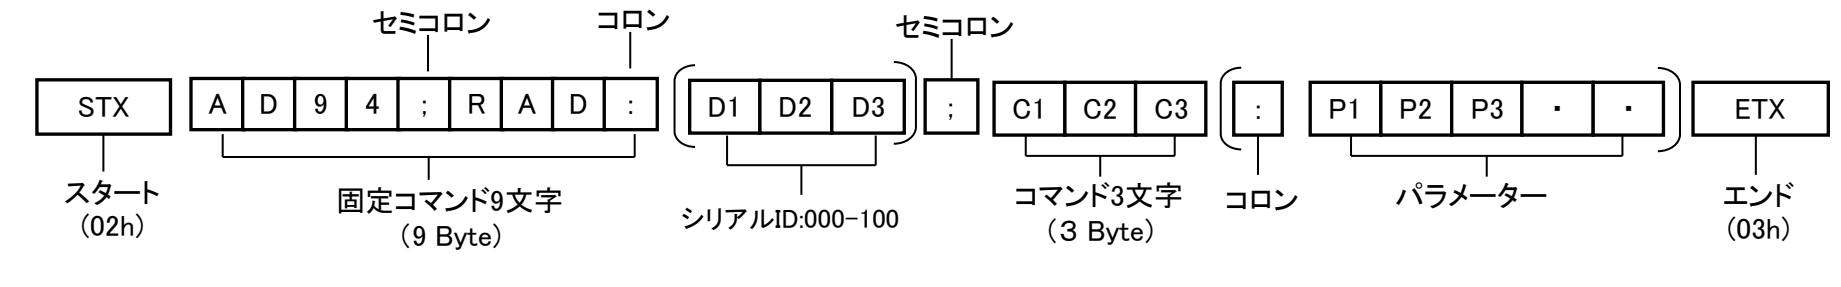 セミコロン コロン セミコロン
STX A D 9 4 ; R A D : ( D1 D2 D3 ) ; C1 C2 C3 ( : P1 P2 P3 ・ ・ ) ETX
スタート
(02h)
固定コマンド9文字
(9 Byte)
シリアルID:000-100
コマンド3文字
(3 Byte)
コロン
パラメーター
エンド
(03h)